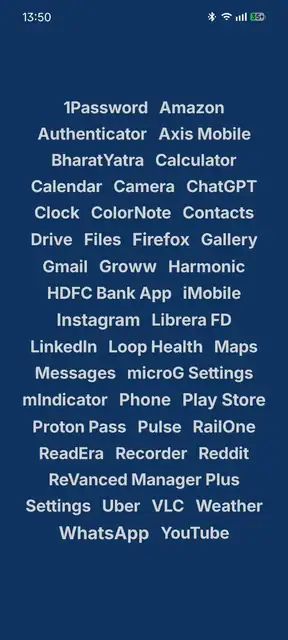 13:50
1Password Amazon
Authenticator Axis Mobile
BharatYatra Calculator
Calendar Camera ChatGPT
Clock ColorNote Contacts
Drive Files Firefox Gallery
Gmail Groww Harmonic
HDFC Bank App iMobile
Instagram Librera FD
LinkedIn Loop Health Maps
Messages microG Settings
mIndicator Phone Play Store
Proton Pass Pulse RailOne
ReadEra Recorder Reddit
ReVanced Manager Plus
Settings Uber VLC Weather
WhatsApp YouTube